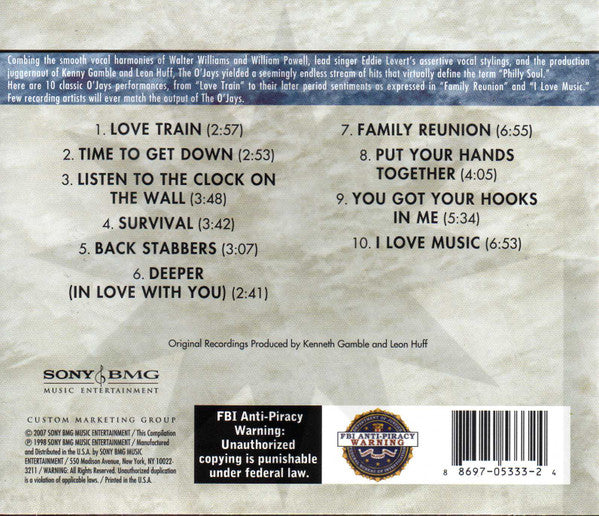 Combing the smooth vocal harmonies of Walter Williams and William Powell, lead singer Eddie Levert's assertive vocal stylings, and the production
juggernaut of Kenny Gamble and Leon Huff, The O'Jays yielded a seemingly endless stream of hits that virtually define the term "Philly Soul."
Here are 10 classic O'Jays performances, from "Love Train" to their later period sentiments as expressed in "Family Reunion" and "I Love Music."
Few recording artists will ever match the output of The O'Jays.
1. LOVE TRAIN (2:57)
2. TIME TO GET DOWN (2:53)
3. LISTEN TO THE CLOCK ON
THE WALL (3:48)
4. SURVIVAL (3:42)
5. BACK STABBERS (3:07)
6. DEEPER
(IN LOVE WITH YOU) (2:41)
7. FAMILY REUNION (6:55)
8. PUT YOUR HANDS
TOGETHER (4:05)
9. YOU GOT YOUR HOOKS
IN ME (5:34)
10. I LOVE MUSIC (6:53)
Original Recordings Produced by Kenneth Gamble and Leon Huff
SONY BMG
MUSIC ENTERTAINMENT
CUSTOM MARKETING GROUP
© 2007 SONY BMG MUSIC ENTERTAINMENT / This Compilation
℗ 1998 SONY BMG MUSIC ENTERTAINMENT / Manufactured
and Distributed in the U.S.A. by SONY BMG MUSIC
ENTERTAINMENT / 550 Madison Avenue, New York, NY 10022-
3211 / WARNING: All Rights Reserved. Unauthorized duplication
is a violation of applicable laws. / Printed in the U.S.A.
FBI Anti-Piracy
Warning:
Unauthorized
copying is punishable
under federal law.
FBI ANTI-PIRACY
WARNING
8 8697-05333-2 4